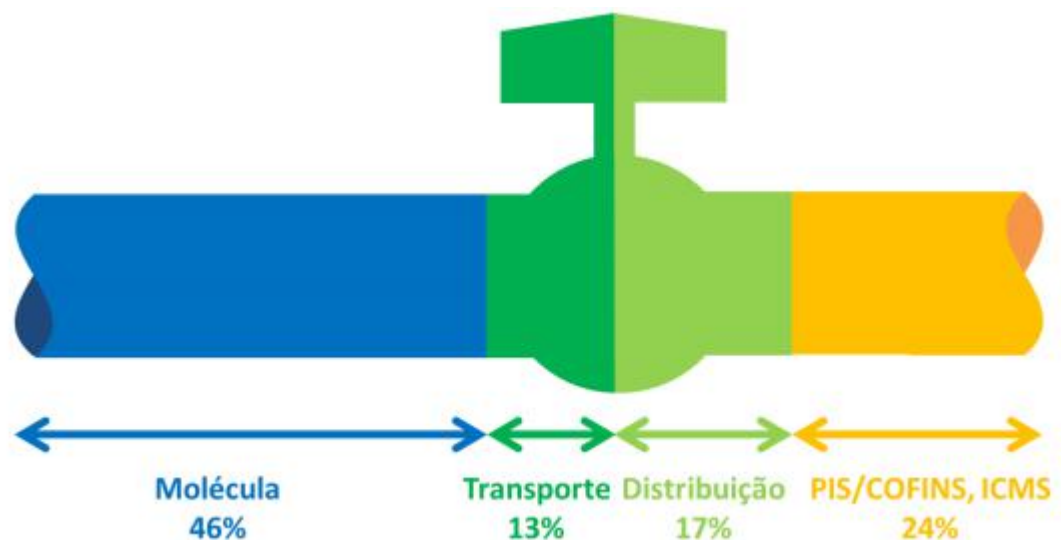 Molécula
46%
Transporte
13%
Distribuição
17%
PIS/COFINS, ICMS
24%